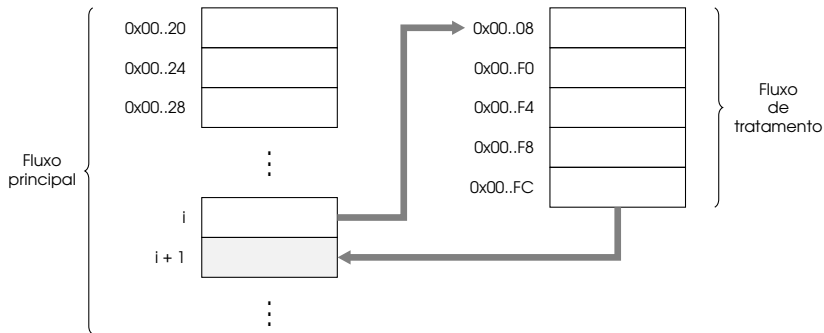 Fluxo
principal
0x00..20
0x00..24
0x00..28
i
i + 1
0x00..08
0x00..F0
0x00..F4
0x00..F8
0x00..FC
Fluxo
de
tratamento